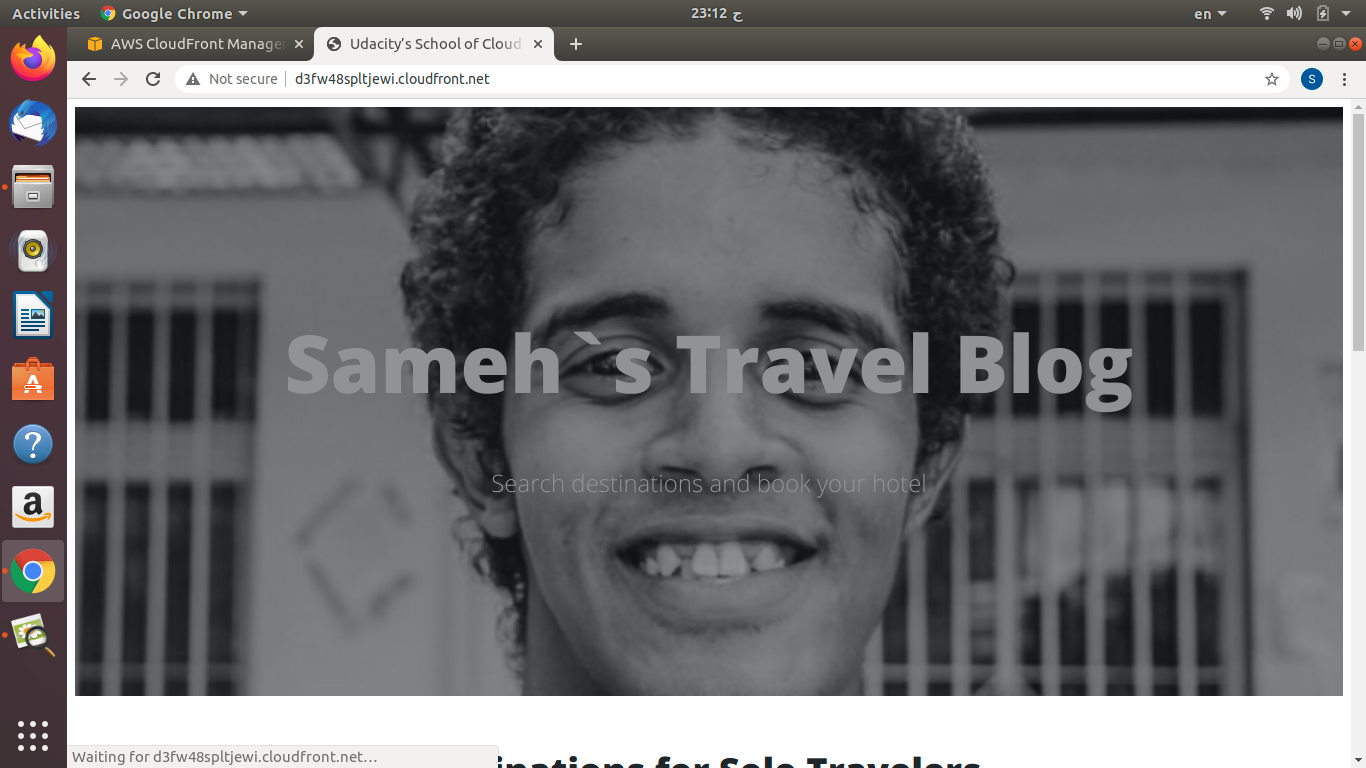 Activities
Google Chrome
23:12 ج
en
AWS CloudFront Manage
Udacity's School of Cloud
Not secure
d3fw48spltjewi.cloudfront.net
S
Sameh`s Travel Blog
Search destinations and book your hotel
inations for Solo Travelers
Waiting for d3fw48spltjewi.cloudfront.net…